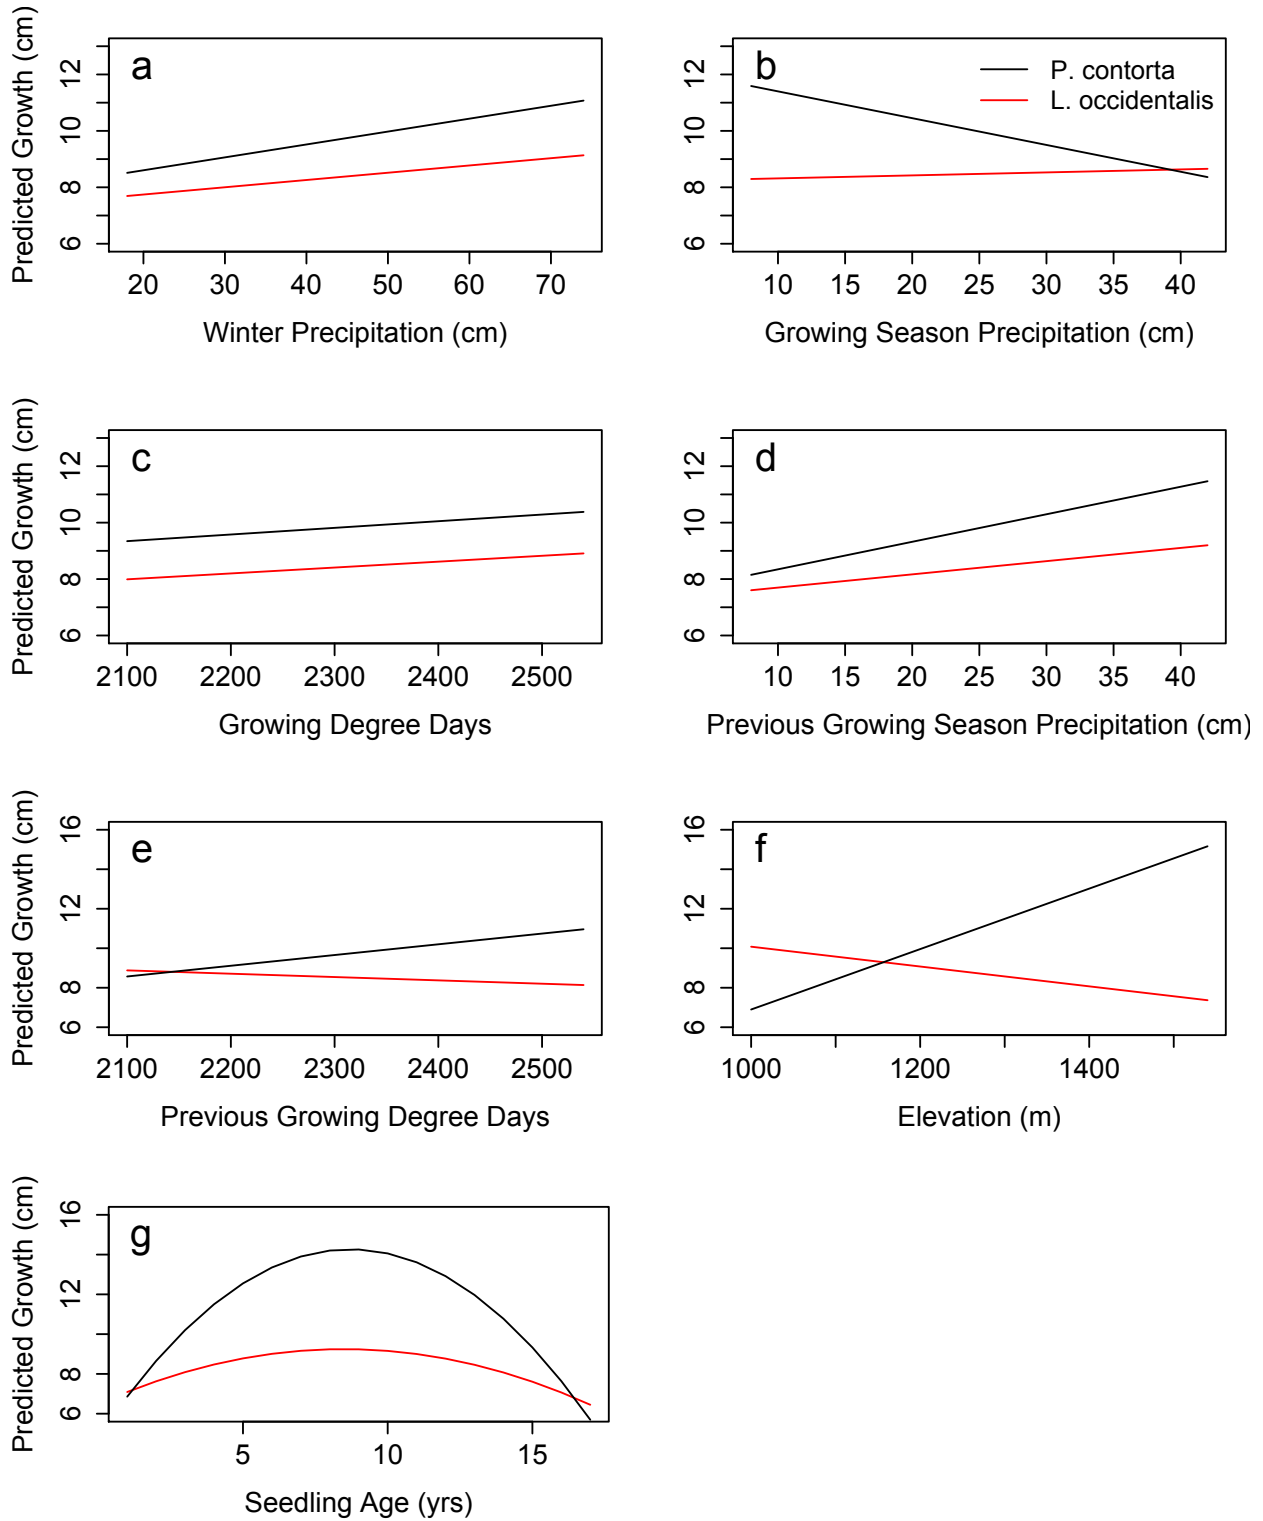 a
Predicted Growth (cm)
6 8 10 12
20 30 40 50 60 70
Winter Precipitation (cm)
b
P. contorta
L. occidentalis
6 8 10 12
10 15 20 25 30 35 40
Growing Season Precipitation (cm)
c
Predicted Growth (cm)
6 8 10 12
2100 2200 2300 2400 2500
Growing Degree Days
d
6 8 10 12
10 15 20 25 30 35 40
Previous Growing Season Precipitation (cm)
e
Predicted Growth (cm)
6 8 12 16
2100 2200 2300 2400 2500
Previous Growing Degree Days
f
6 8 12 16
1000 1200 1400
Elevation (m)
g
Predicted Growth (cm)
6 8 12 16
5 10 15
Seedling Age (yrs)